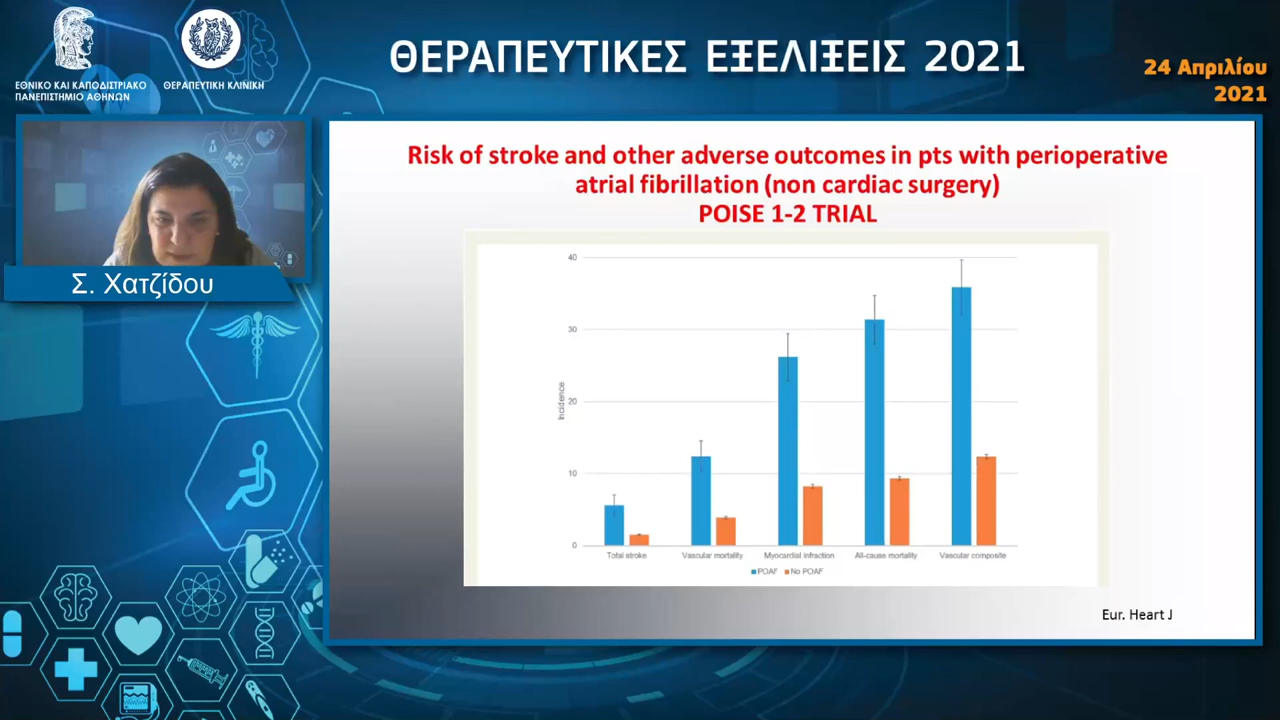 ΕΘΝΙΚΟ ΚΑΙ ΚΑΠΟΔΙΣΤΡΙΑΚΟ
ΠΑΝΕΠΙΣΤΗΜΙΟ ΑΘΗΝΩΝ
ΘΕΡΑΠΕΥΤΙΚΗ ΚΛΙΝΙΚΗ
ΘΕΡΑΠΕΥΤΙΚΕΣ ΕΞΕΛΙΞΕΙΣ 2021
24 Απριλίου
2021
Σ. Χατζίδου
Risk of stroke and other adverse outcomes in pts with perioperative
atrial fibrillation (non cardiac surgery)
POISE 1-2 TRIAL
40
30
20
10
0
Incidence
Total stroke
Vascular mortality
Myocardial infraction
All-cause mortality
Vascular composite
POAF
No POAF
Eur. Heart J